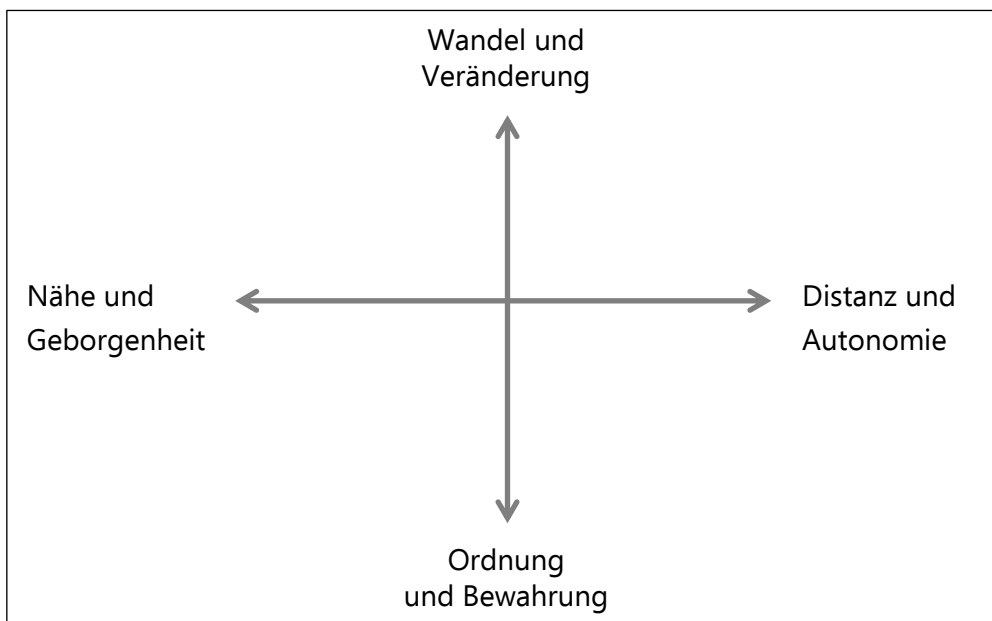 Wandel und
Veränderung
Nähe und
Geborgenheit
Distanz und
Autonomie
Ordnung
und Bewahrung